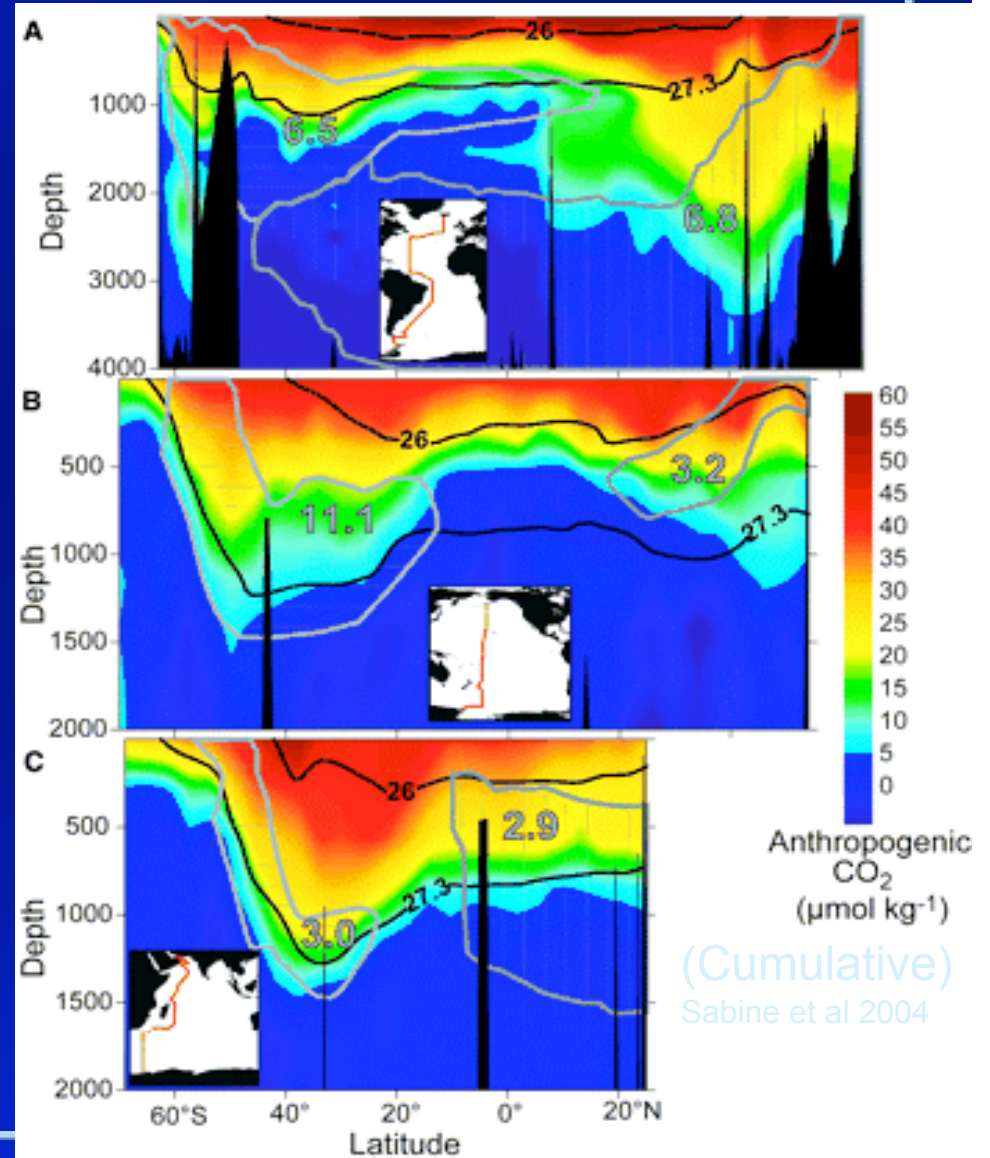 A
Depth
1000
2000
3000
4000
26
27.3
6.5
6.8
B
Depth
500
1000
1500
2000
26
27.3
11.1
3.2
C
Depth
500
1000
1500
2000
26
27.3
3.0
2.9
60°S 40° 20° 0° 20°N
Latitude
60
55
50
45
40
35
30
25
20
15
10
5
0
Anthropogenic
CO₂
(µmol kg⁻¹)
(Cumulative)
Sabine et al 2004